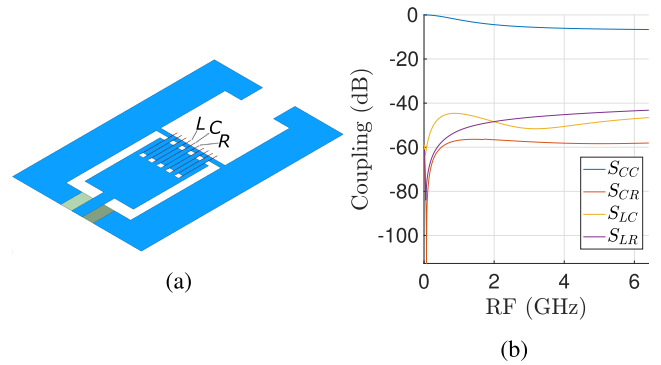 (a)
L
C
R
(b)
Coupling (dB)
0
-20
-40
-60
-80
-100
S_CC
S_CR
S_LC
S_LR
0
2
4
6
RF (GHz)